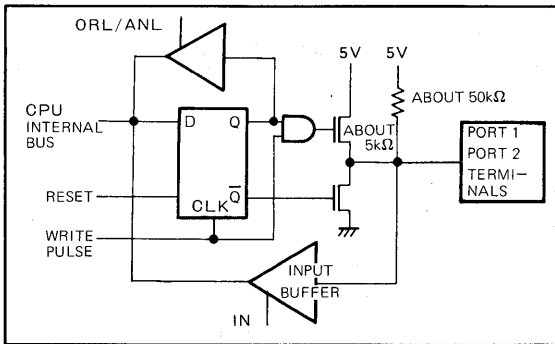 ORL/ANL
5V
5V
ABOUT 50kΩ
CPU
INTERNAL
BUS
D
Q
ABOUT
5kΩ
PORT 1
PORT 2
TERMI-
NALS
RESET
Q̅
CLK
WRITE
PULSE
INPUT
BUFFER
IN